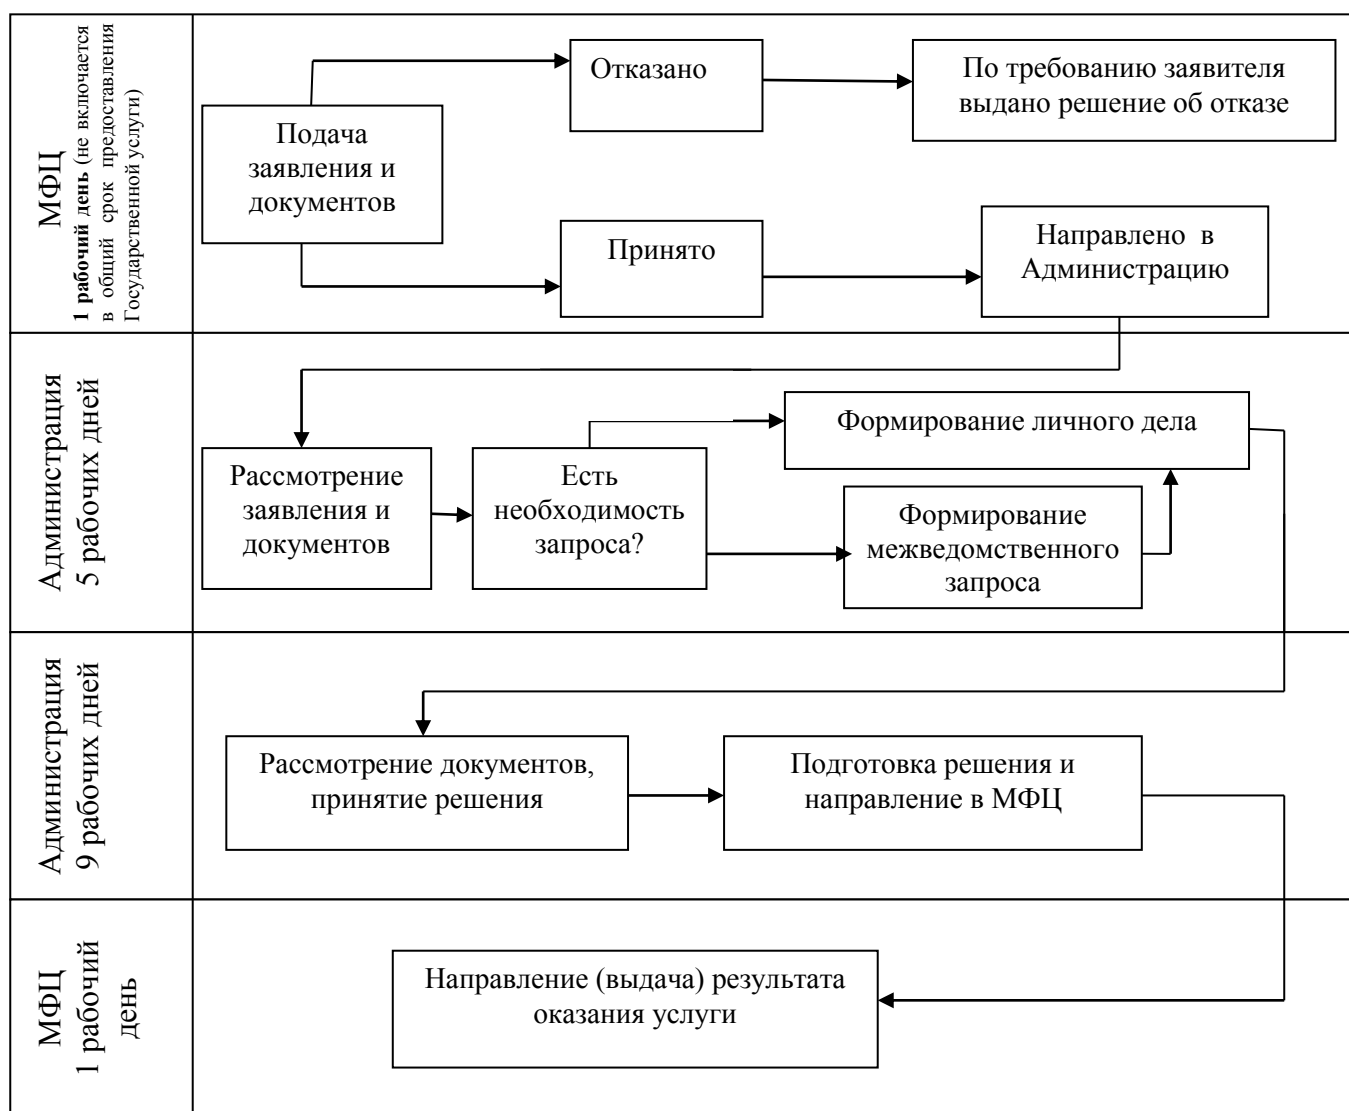 МФЦ
1 рабочий день (не включается
в общий срок предоставления
Государственной услуги)
Подача
заявления и
документов
Отказано
По требованию заявителя
выдано решение об отказе
Принято
Направлено в
Администрацию
Администрация
5 рабочих дней
Рассмотрение
заявления и
документов
Есть
необходимость
запроса?
Формирование личного дела
Формирование
межведомственного
запроса
Администрация
9 рабочих дней
Рассмотрение документов,
принятие решения
Подготовка решения и
направление в МФЦ
МФЦ
1 рабочий
день
Направление (выдача) результата
оказания услуги